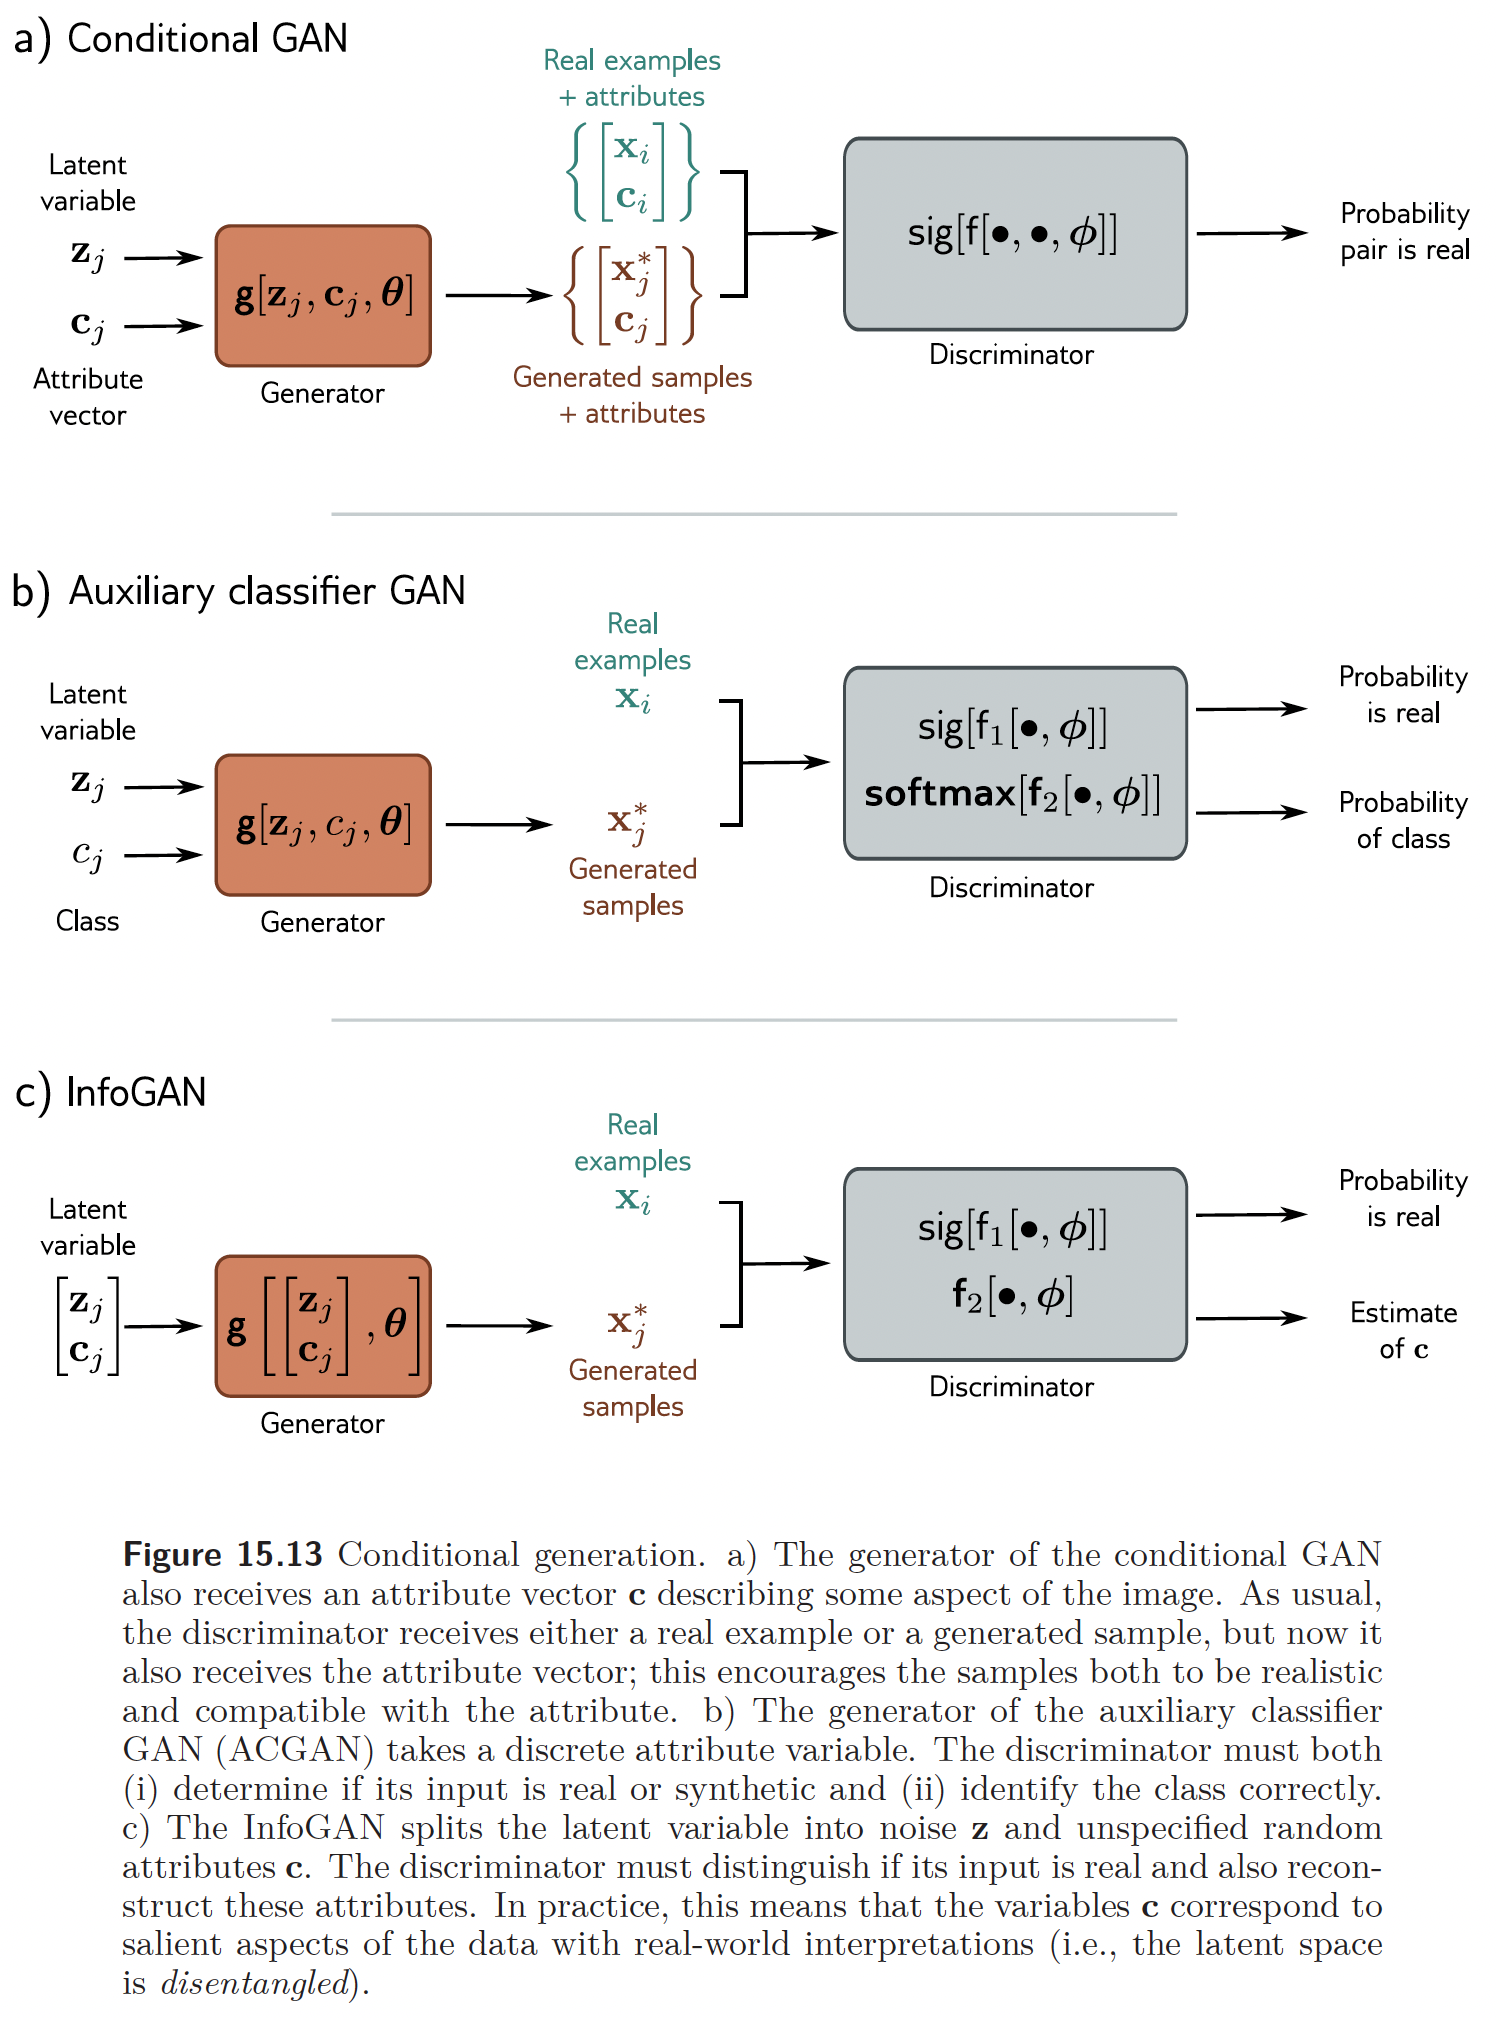 a) Conditional GAN
Real examples
+ attributes
Latent
variable
z_j
c_j
Attribute
vector
g[z_j, c_j, θ]
Generator
{[x_i
c_i]}
{[x*_j
c_j]}
Generated samples
+ attributes
sig[f[•, •, ϕ]]
Discriminator
Probability
pair is real
b) Auxiliary classifier GAN
Real
examples
x_i
Latent
variable
z_j
c_j
Class
g[z_j, c_j, θ]
Generator
x*_j
Generated
samples
sig[f_1[•, ϕ]]
softmax[f_2[•, ϕ]]
Discriminator
Probability
is real
Probability
of class
c) InfoGAN
Real
examples
x_i
Latent
variable
[z_j
c_j]
g[[z_j
c_j], θ]
Generator
x*_j
Generated
samples
sig[f_1[•, ϕ]]
f_2[•, ϕ]
Discriminator
Probability
is real
Estimate
of c
Figure 15.13 Conditional generation. a) The generator of the conditional GAN
also receives an attribute vector c describing some aspect of the image. As usual,
the discriminator receives either a real example or a generated sample, but now it
also receives the attribute vector; this encourages the samples both to be realistic
and compatible with the attribute. b) The generator of the auxiliary classifier
GAN (ACGAN) takes a discrete attribute variable. The discriminator must both
(i) determine if its input is real or synthetic and (ii) identify the class correctly.
c) The InfoGAN splits the latent variable into noise z and unspecified random
attributes c. The discriminator must distinguish if its input is real and also recon-
struct these attributes. In practice, this means that the variables c correspond to
salient aspects of the data with real-world interpretations (i.e., the latent space
is disentangled).